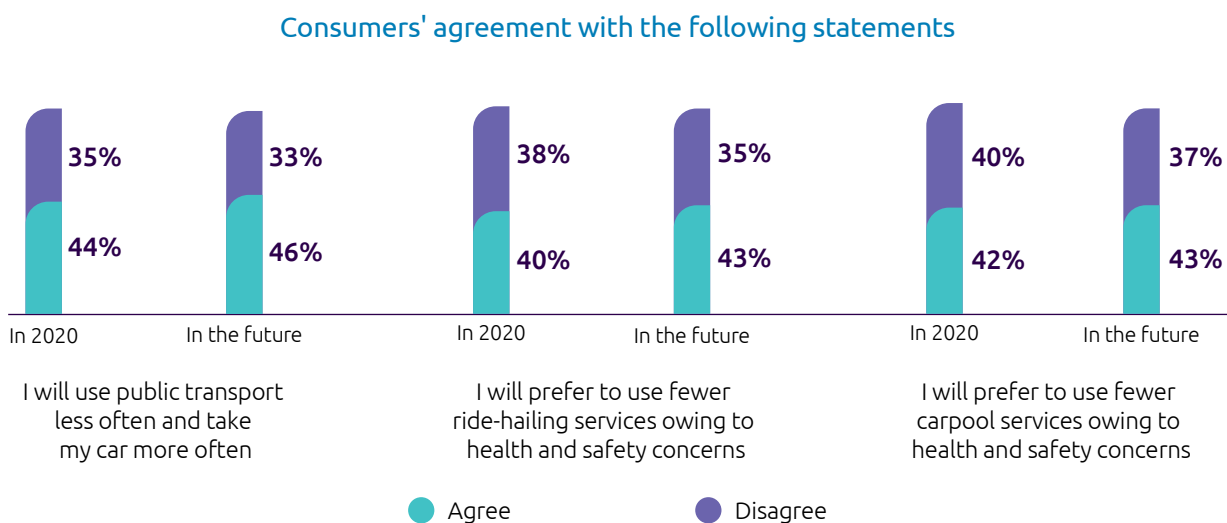 Consumers' agreement with the following statements
35%
44%
In 2020
33%
46%
In the future
I will use public transport
less often and take
my car more often
38%
40%
In 2020
35%
43%
In the future
I will prefer to use fewer
ride-hailing services owing to
health and safety concerns
40%
42%
In 2020
37%
43%
In the future
I will prefer to use fewer
carpool services owing to
health and safety concerns
Agree
Disagree